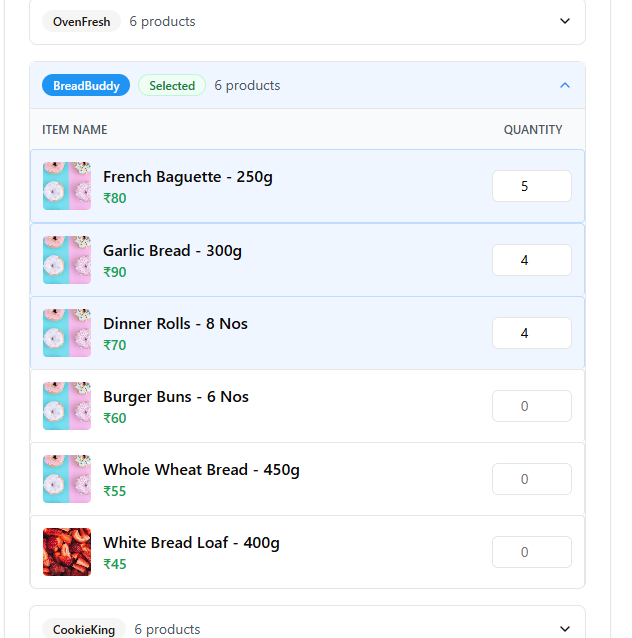 OvenFresh 6 products
BreadBuddy Selected 6 products
ITEM NAME QUANTITY
French Baguette - 250g
₹80
5
Garlic Bread - 300g
₹90
4
Dinner Rolls - 8 Nos
₹70
4
Burger Buns - 6 Nos
₹60
0
Whole Wheat Bread - 450g
₹55
0
White Bread Loaf - 400g
₹45
0
CookieKing 6 products